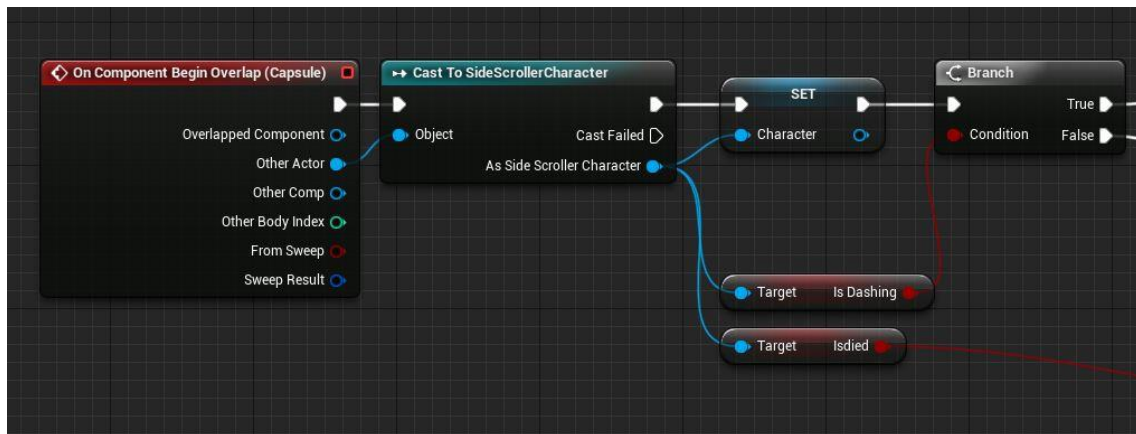 On Component Begin Overlap (Capsule)
Overlapped Component
Other Actor
Other Comp
Other Body Index
From Sweep
Sweep Result
Cast To SideScrollerCharacter
Object
Cast Failed
As Side Scroller Character
SET
Character
Branch
True
Condition
False
Target Is Dashing
Target Isdied